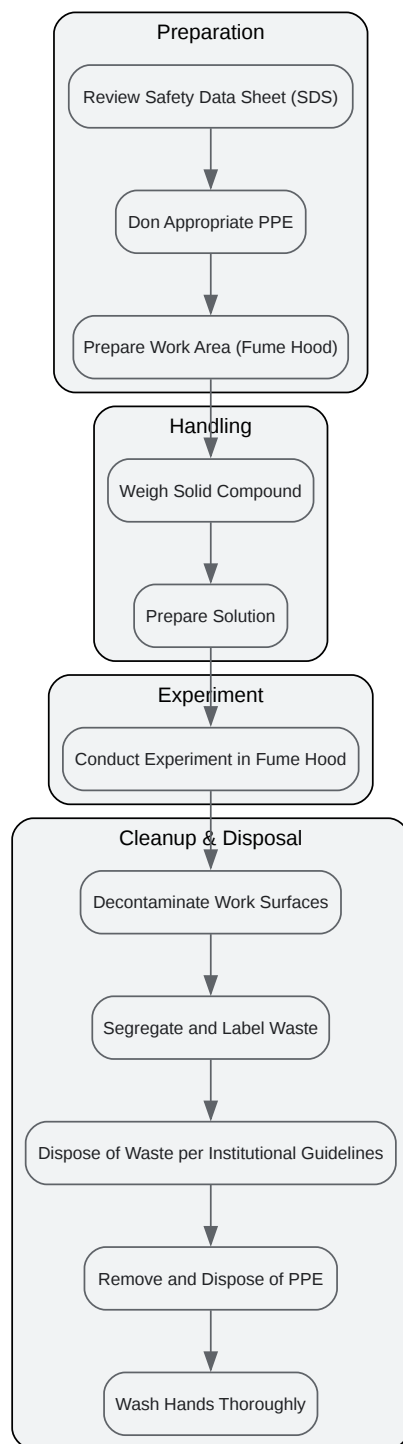 Preparation
Review Safety Data Sheet (SDS)
Don Appropriate PPE
Prepare Work Area (Fume Hood)
Handling
Weigh Solid Compound
Prepare Solution
Experiment
Conduct Experiment in Fume Hood
Cleanup & Disposal
Decontaminate Work Surfaces
Segregate and Label Waste
Dispose of Waste per Institutional Guidelines
Remove and Dispose of PPE
Wash Hands Thoroughly